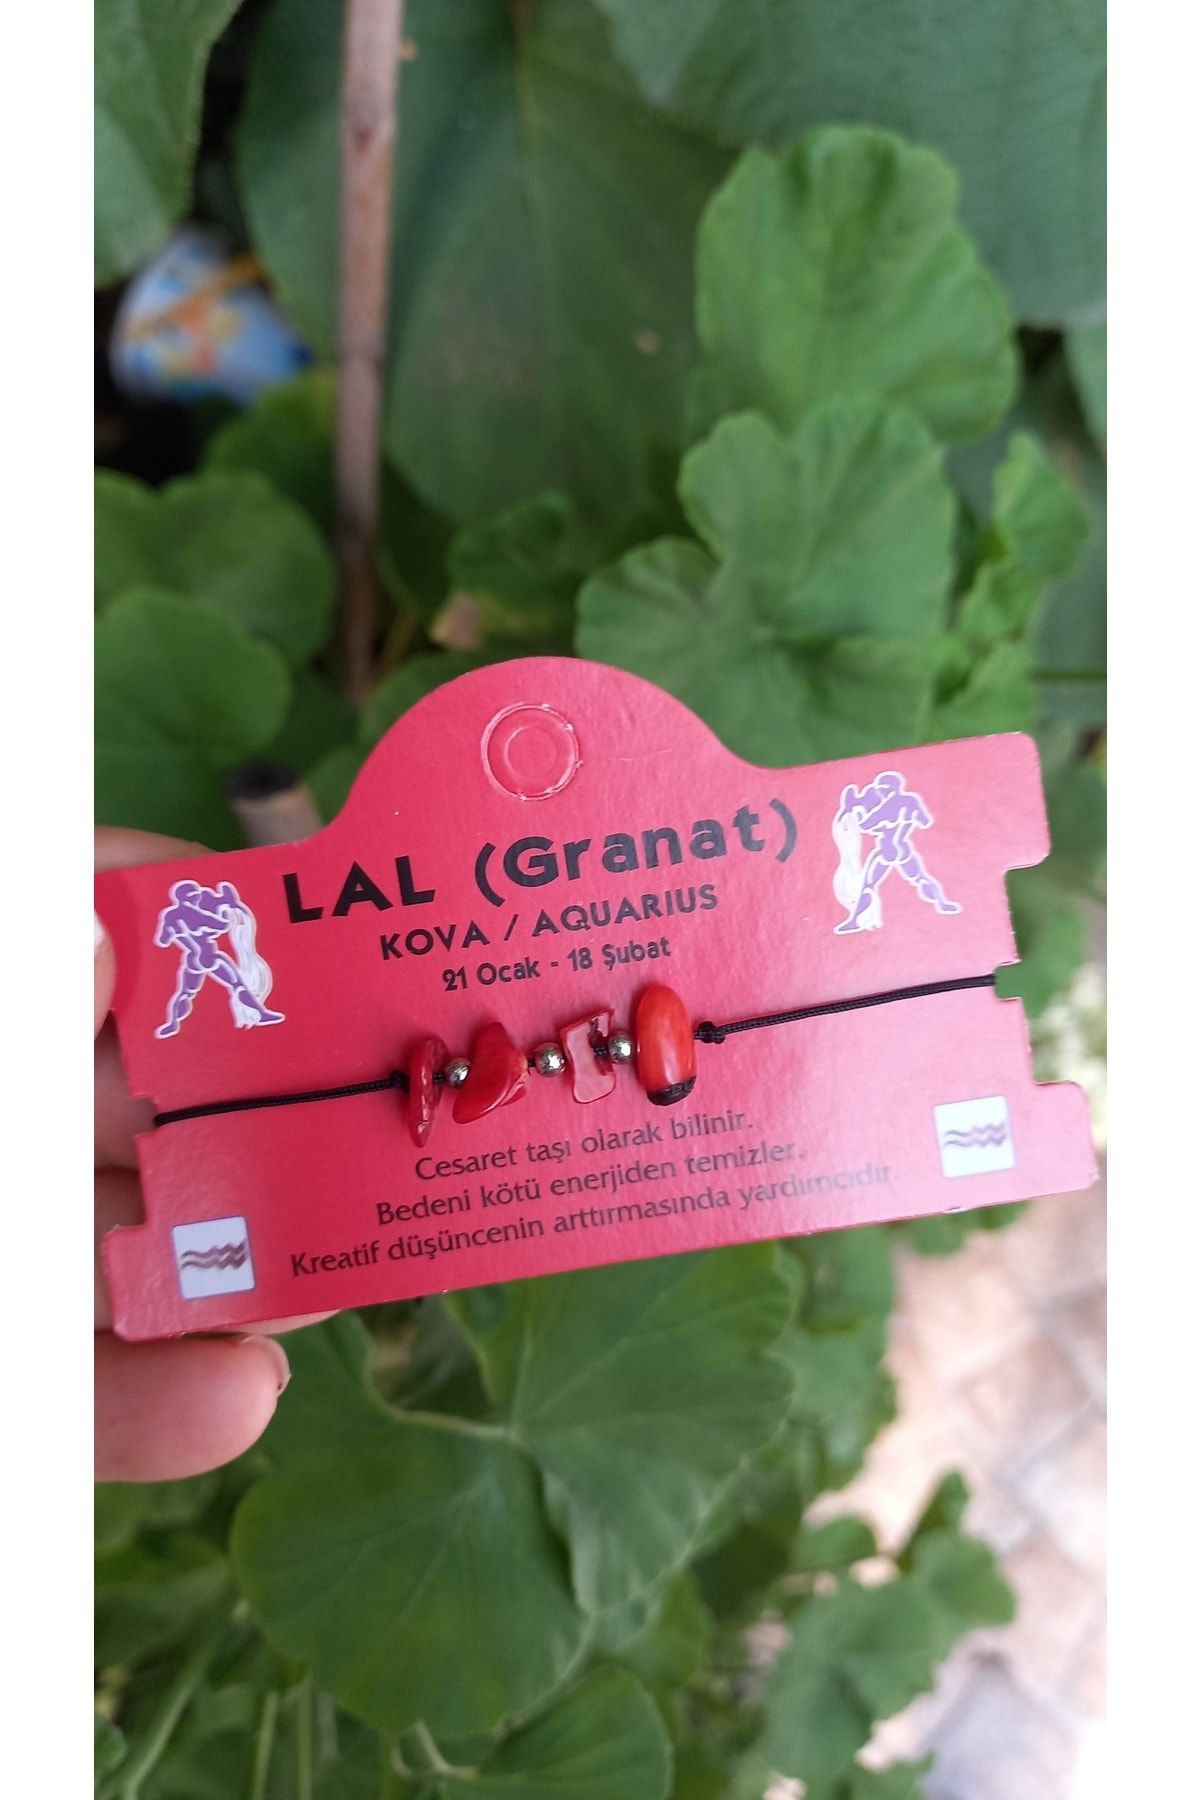 LAL (Granat)
KOVA / AQUARIUS
21 Ocak - 18 Şubat
Cesaret taşı olarak bilinir.
Bedeni kötü enerjiden temizler.
Kreatif düşüncenin arttırmasında yardımcıdır.